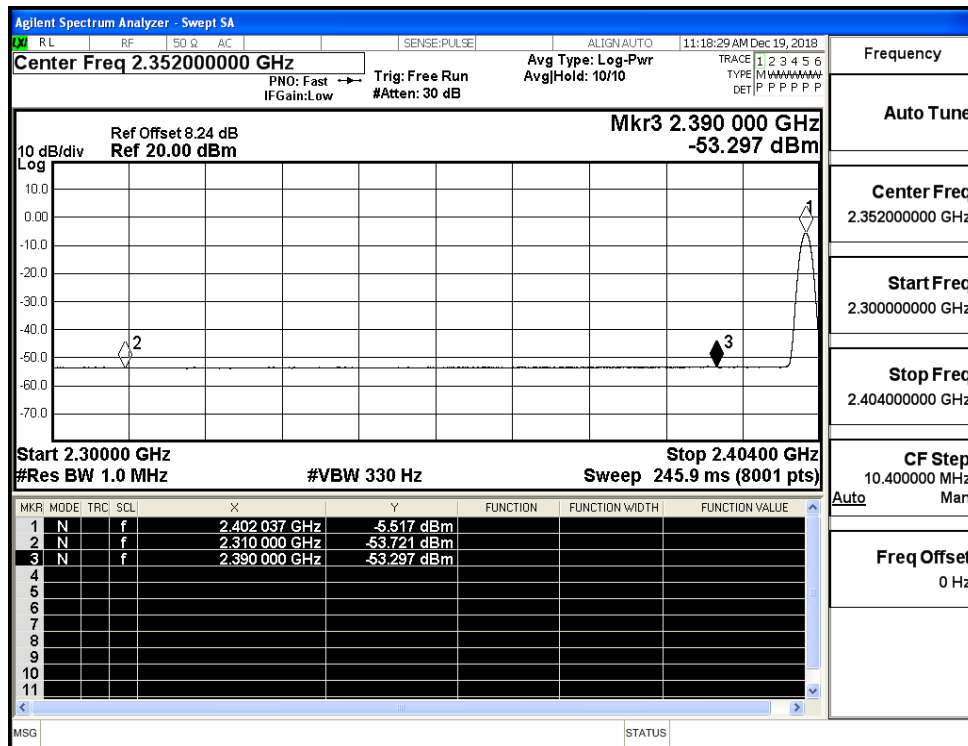 Agilent Spectrum Analyzer - Swept SA
LXI RL RF 50 Ω AC SENSE:PULSE ALIGN AUTO 11:18:29 AM Dec 19, 2018
Center Freq 2.352000000 GHz
PNO: Fast
IFGain:Low
Trig: Free Run
#Atten: 30 dB
Avg Type: Log-Pwr
Avg|Hold: 10/10
TRACE 1 2 3 4 5 6
TYPE M
DET P P P P P P
Ref Offset 8.24 dB
Ref 20.00 dBm
10 dB/div
Log
Mkr3 2.390 000 GHz
-53.297 dBm
10.0
0.00
-10.0
-20.0
-30.0
-40.0
-50.0
-60.0
-70.0
1
2
3
Start 2.30000 GHz
Stop 2.40400 GHz
#Res BW 1.0 MHz
#VBW 330 Hz
Sweep 245.9 ms (8001 pts)
MKR MODE TRC SCL X Y FUNCTION FUNCTION WIDTH FUNCTION VALUE
1 N f 2.402 037 GHz -5.517 dBm
2 N f 2.310 000 GHz -53.721 dBm
3 N f 2.390 000 GHz -53.297 dBm
4
5
6
7
8
9
10
11
MSG
STATUS
Frequency
Auto Tune
Center Freq
2.352000000 GHz
Start Freq
2.300000000 GHz
Stop Freq
2.404000000 GHz
CF Step
10.400000 MHz
Auto Man
Freq Offset
0 Hz